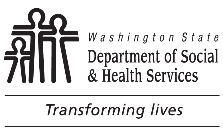 Washington State
Department of Social
& Health Services
Transforming lives